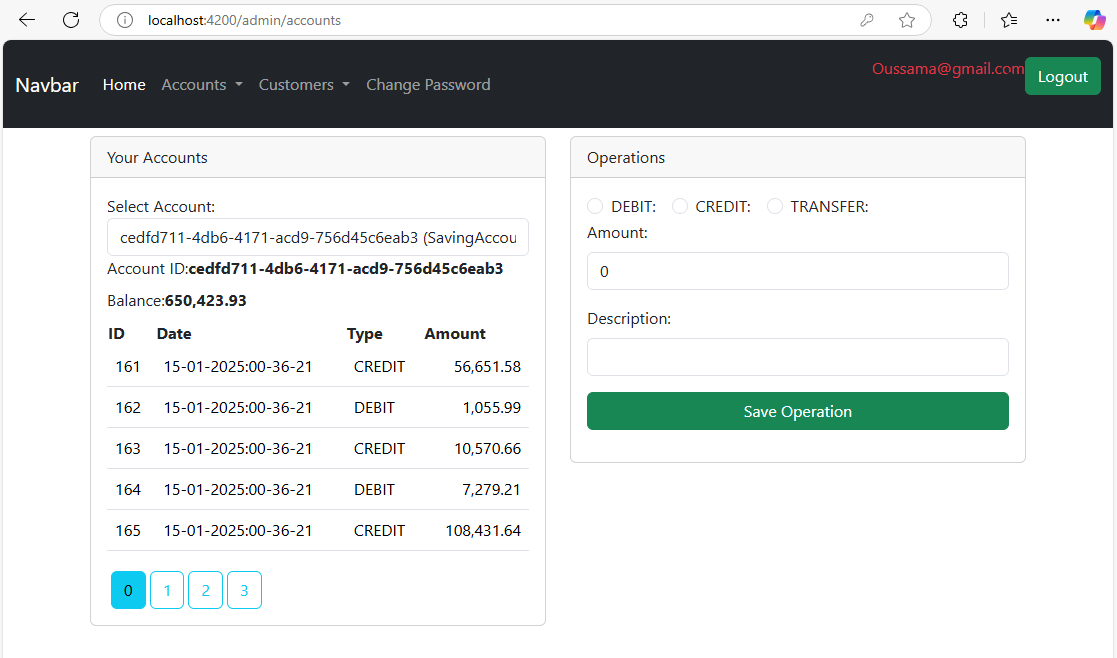 localhost:4200/admin/accounts
Navbar Home Accounts Customers Change Password Oussama@gmail.com Logout
Your Accounts
Select Account:
cedfd711-4db6-4171-acd9-756d45c6eab3 (SavingAccou
Account ID:cedfd711-4db6-4171-acd9-756d45c6eab3
Balance:650,423.93
ID Date Type Amount
161 15-01-2025:00-36-21 CREDIT 56,651.58
162 15-01-2025:00-36-21 DEBIT 1,055.99
163 15-01-2025:00-36-21 CREDIT 10,570.66
164 15-01-2025:00-36-21 DEBIT 7,279.21
165 15-01-2025:00-36-21 CREDIT 108,431.64
0 1 2 3
Operations
DEBIT: CREDIT: TRANSFER:
Amount:
0
Description:
Save Operation